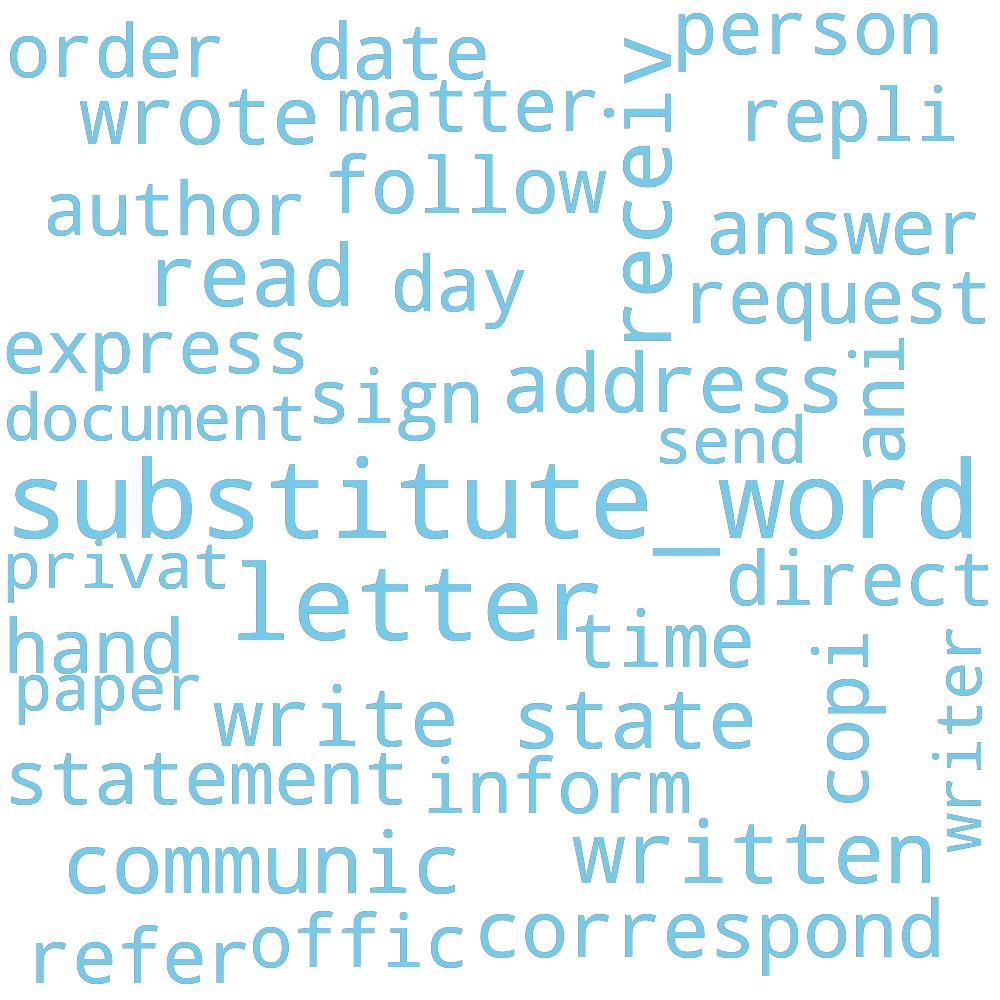 order
date
person
receiv
wrote
matter
repli
author
follow
answer
read
day
request
express
ani
document
sign
address
send
substitute_word
privat
letter
direct
hand
time
paper
copi
writer
write
state
statement
inform
communic
written
refer
offic
correspond